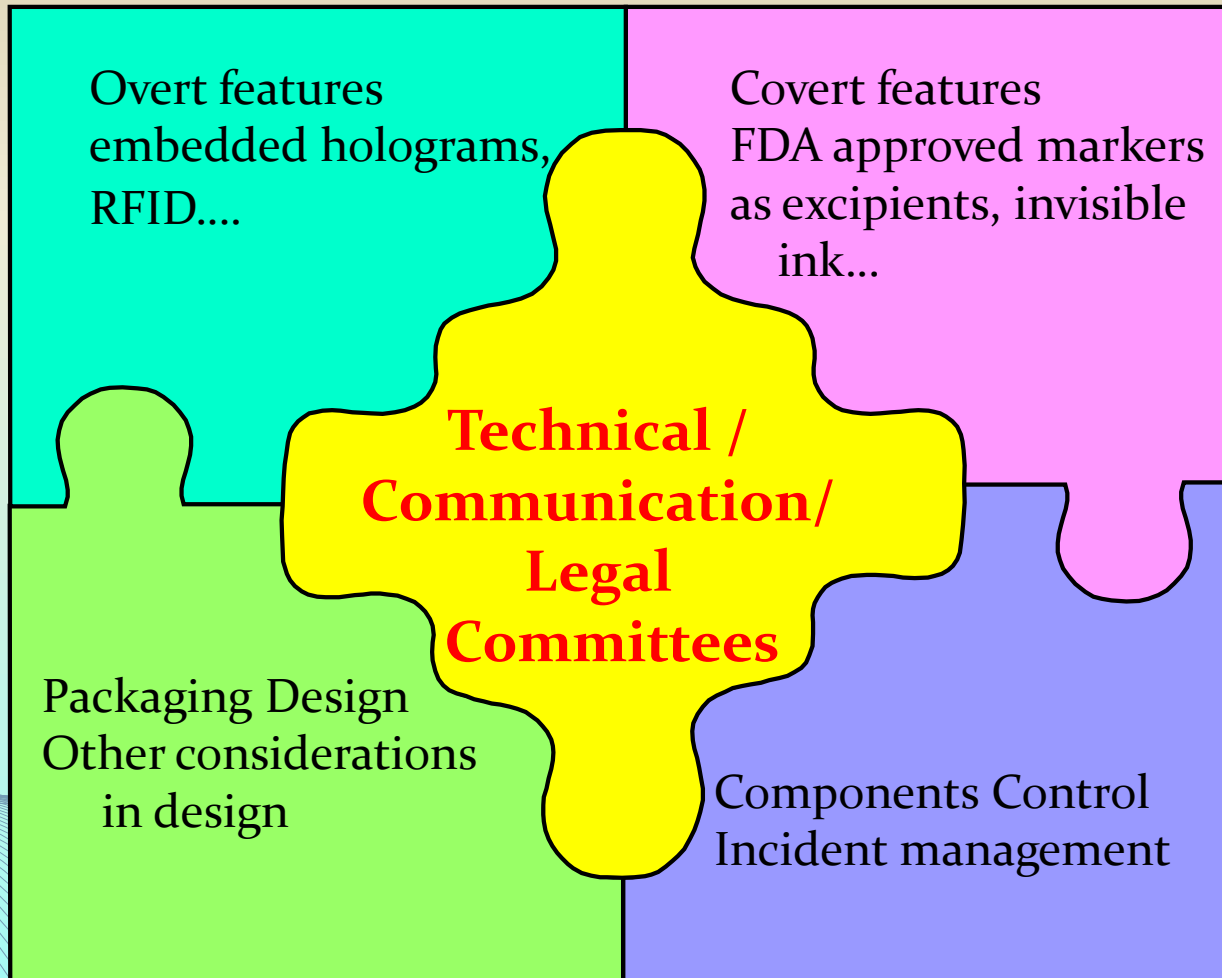 Overt features
embedded holograms,
RFID....
Covert features
FDA approved markers
as excipients, invisible
ink...
Technical /
Communication/
Legal
Committees
Packaging Design
Other considerations
in design
Components Control
Incident management